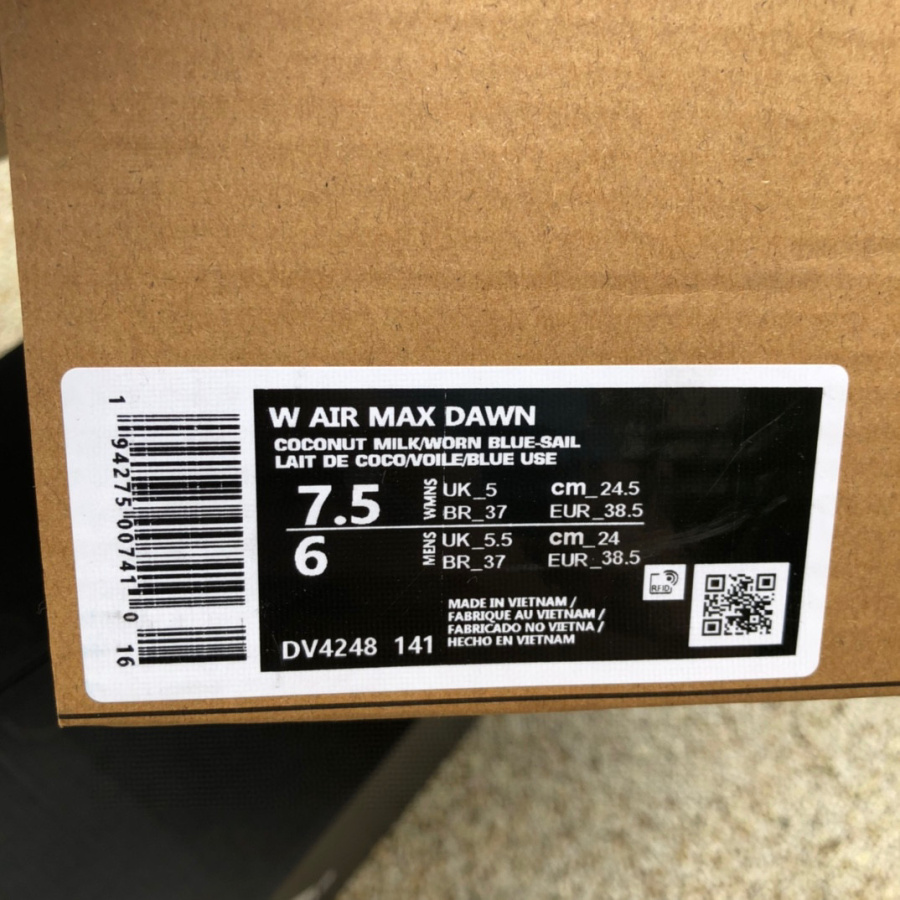 W AIR MAX DAWN
COCONUT MILK/WORN BLUE-SAIL
LAIT DE COCO/VOILE/BLUE USE
7.5 WMNS UK_5 cm_24.5
BR_37 EUR_38.5
6 MENS UK_5.5 cm_24
BR_37 EUR_38.5
RFID
MADE IN VIETNAM /
FABRIQUE AU VIETNAM /
FABRICADO NO VIETNA /
HECHO EN VIETNAM
DV4248 141
1 94275 00741 0 16